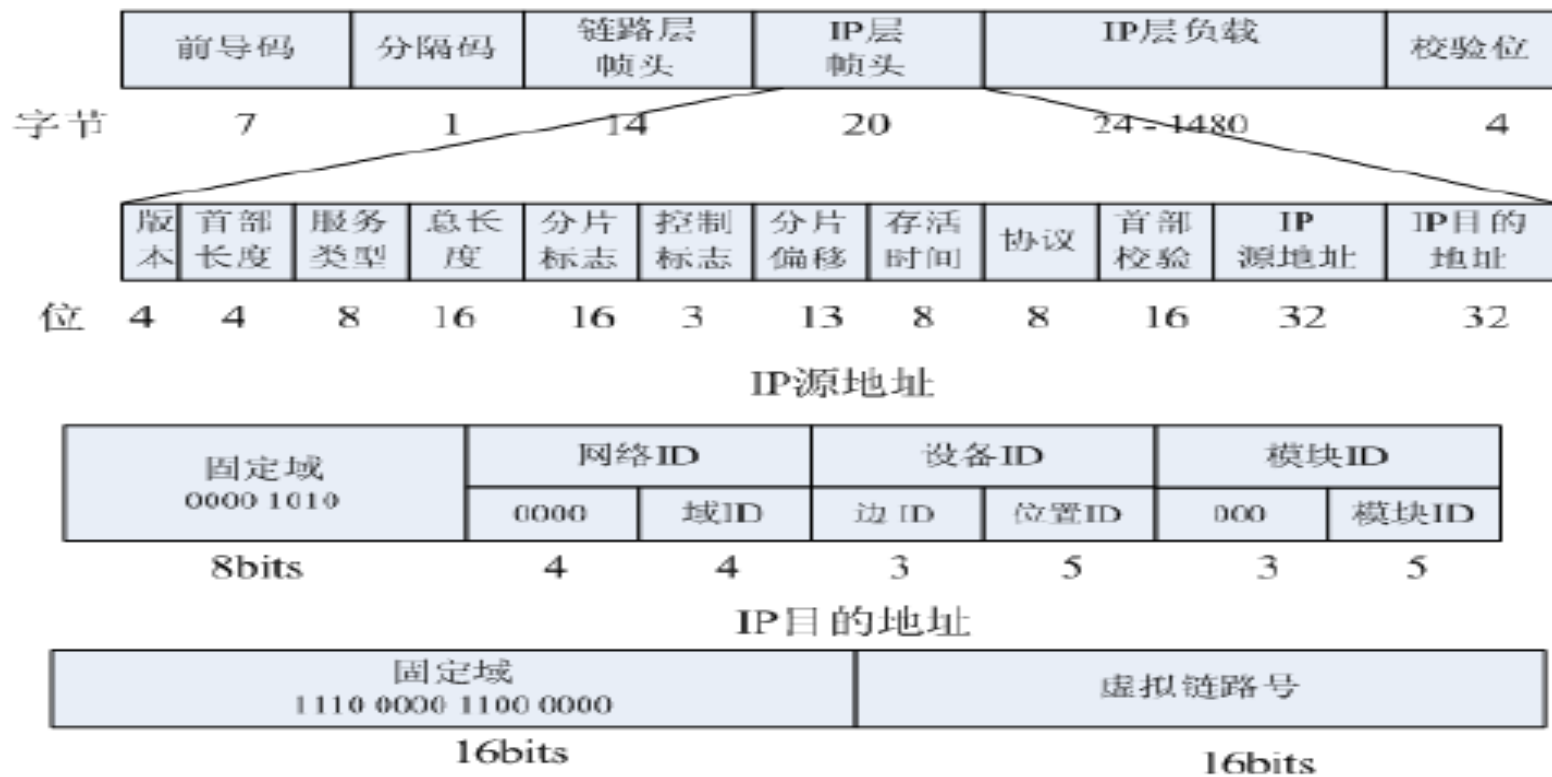 前导码 分隔码 链路层帧头 IP层帧头 IP层负载 校验位
字节 7 1 14 20 24 - 1480 4
版本 首部长度 服务类型 总长度 分片标志 控制标志 分片偏移 存活时间 协议 首部校验 IP源地址 IP目的地址
位 4 4 8 16 16 3 13 8 8 16 32 32
IP源地址
固定域 网络ID 设备ID 模块ID
0000 1010 0000 域ID 边 ID 位置ID 000 模块ID
8bits 4 4 3 5 3 5
IP目的地址
固定域 虚拟链路号
1110 0000 1100 0000
16bits 16bits